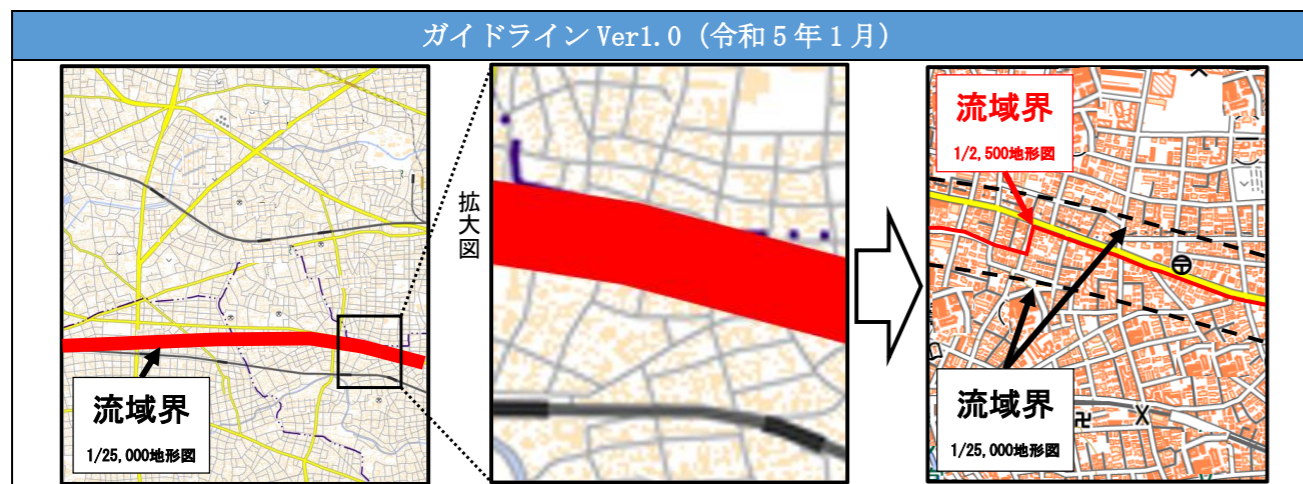 ガイドライン Ver1.0（令和５年１月）
流域界
1/25,000地形図
拡大図
流域界
1/2,500地形図
流域界
1/25,000地形図